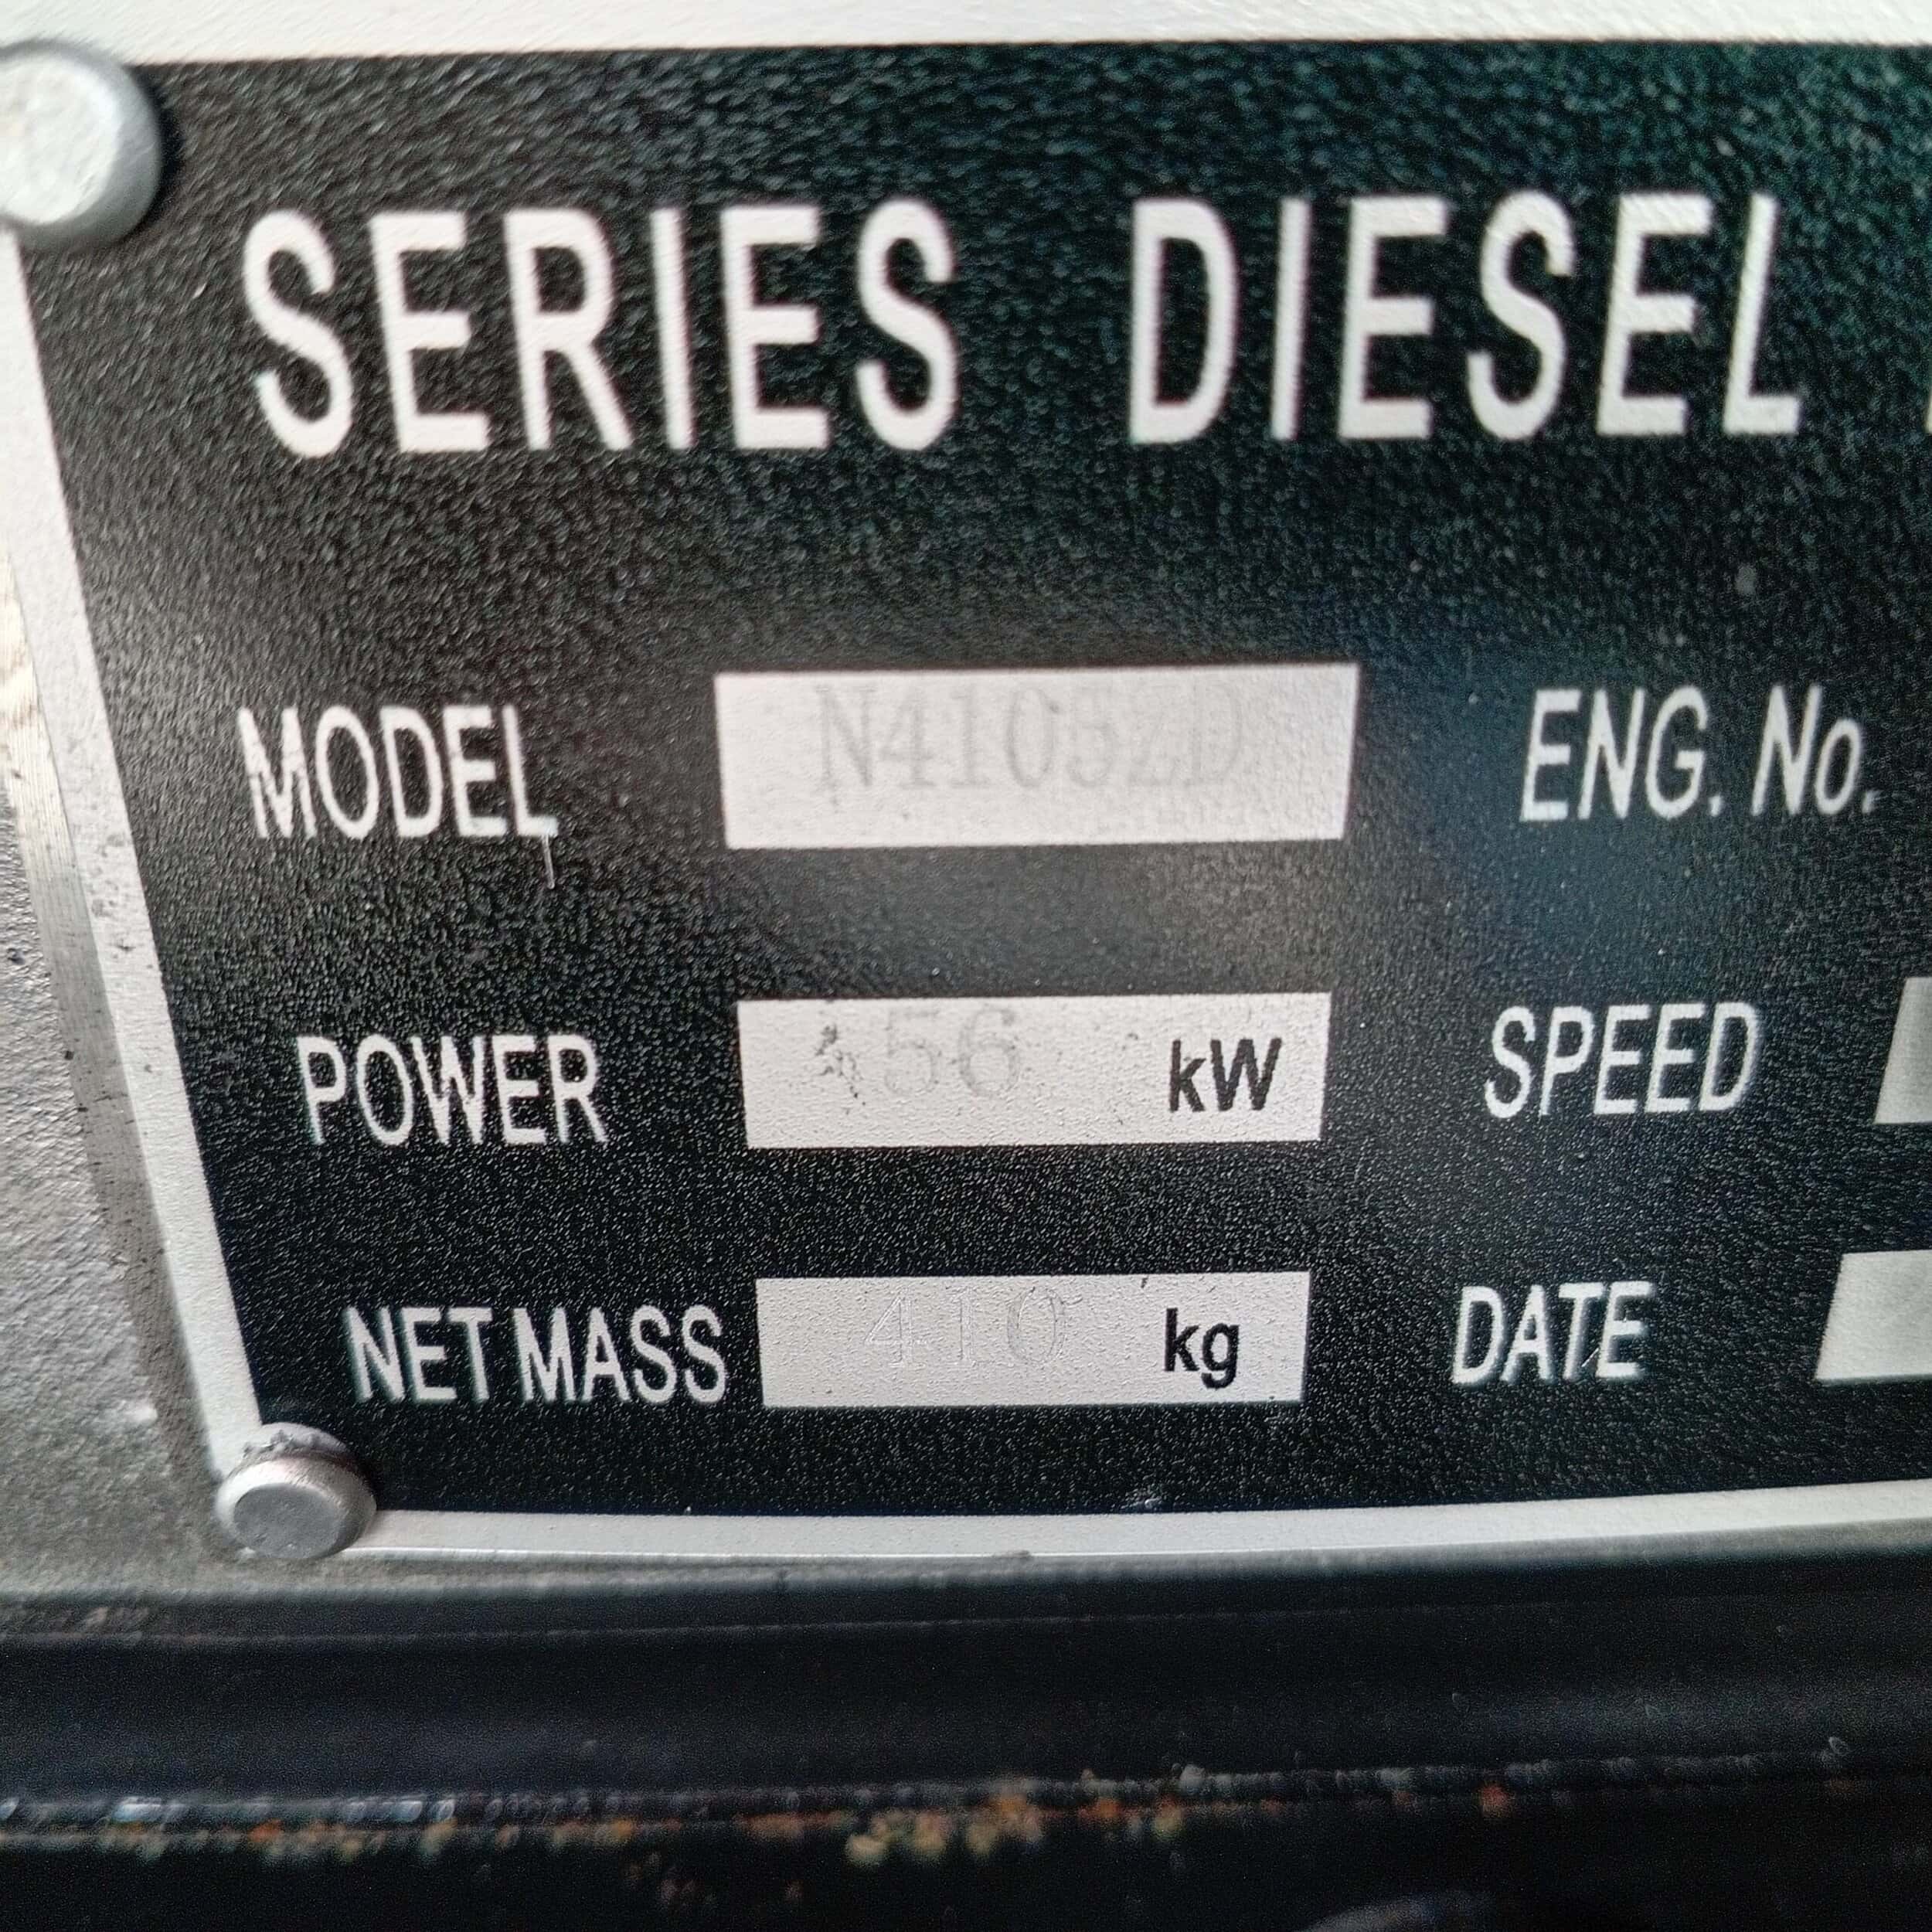 SERIES DIESEL
MODEL N4105ZD ENG. No.
POWER 56 kW SPEED
NET MASS 410 kg DATE